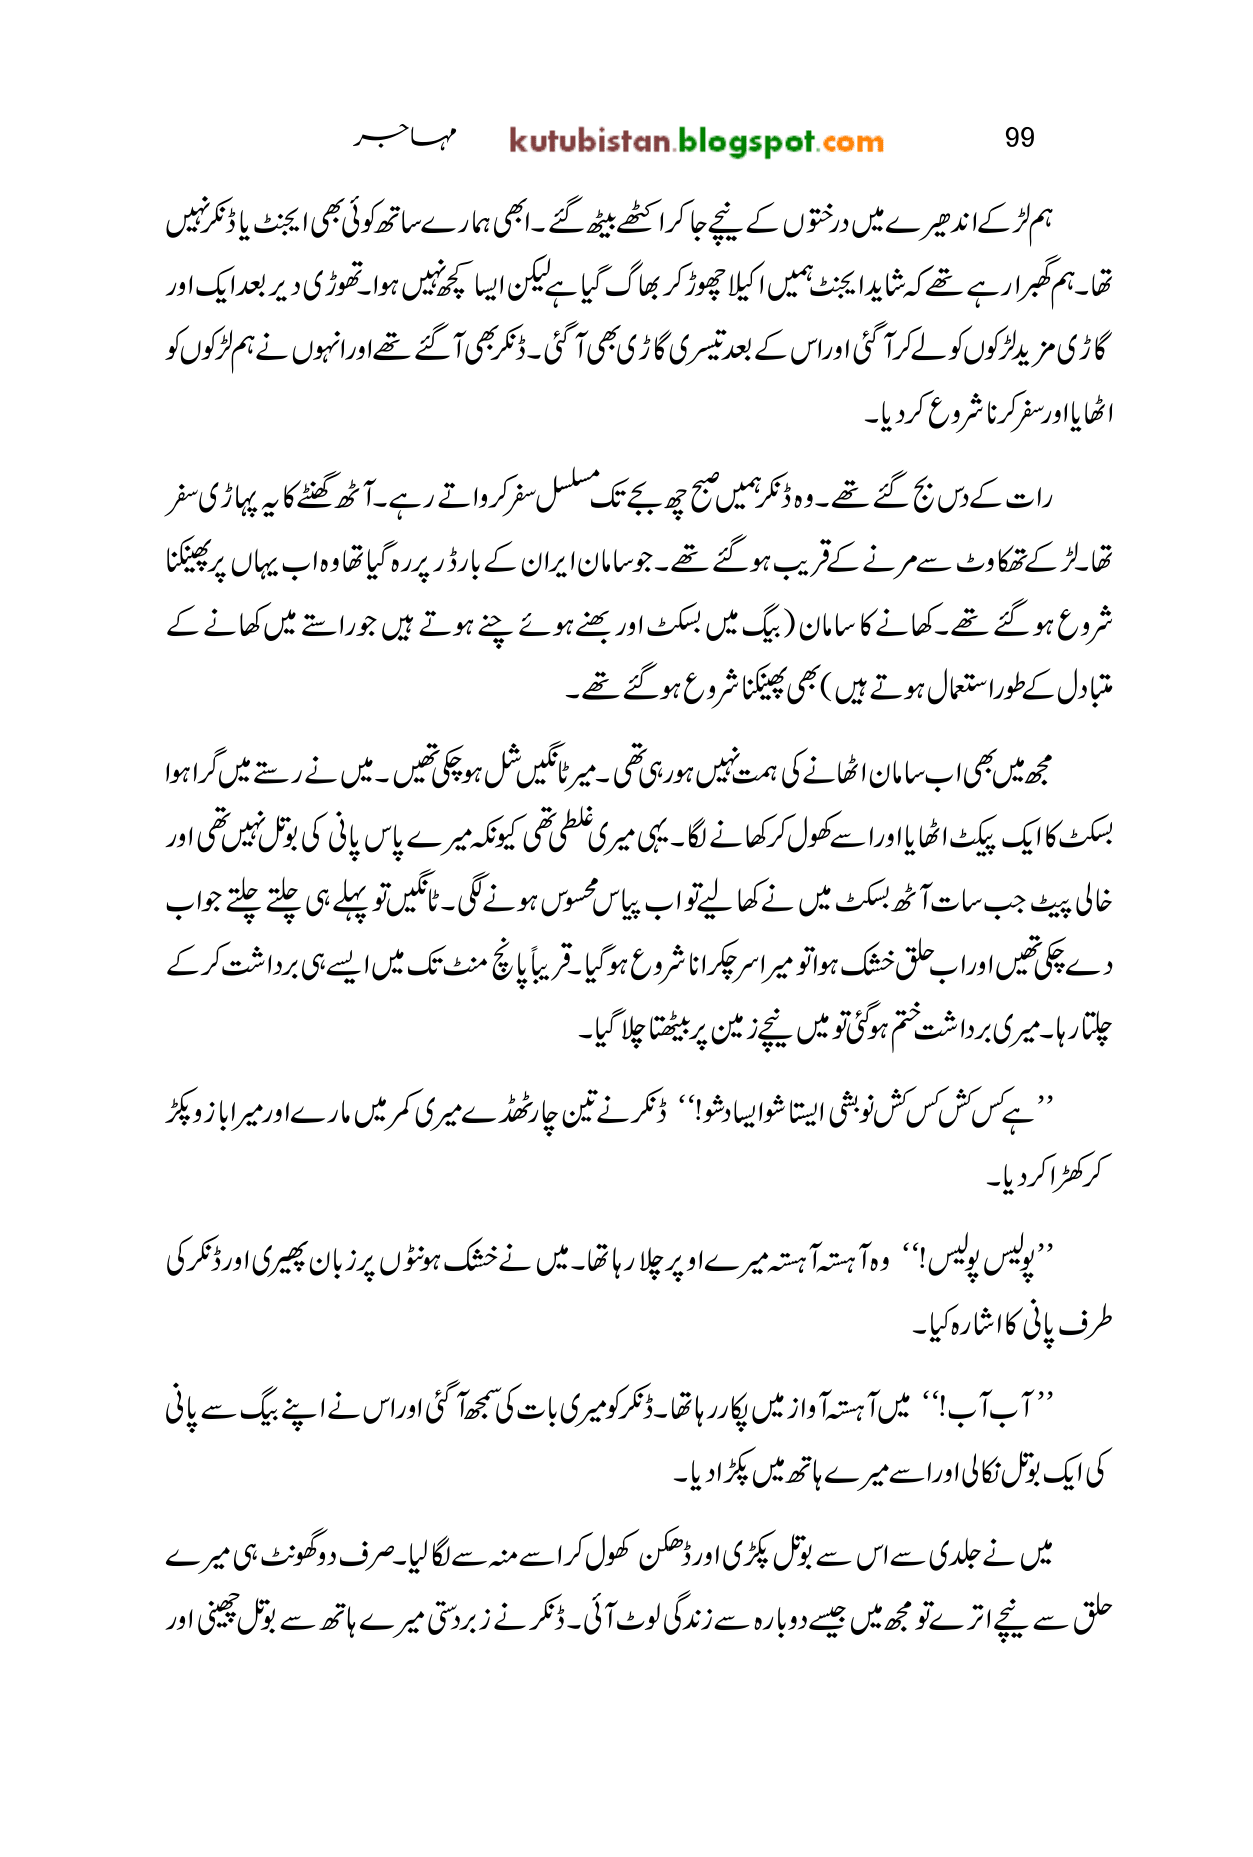 99 kutubistan.blogspot.com مہاجر
ہم لڑکے اندھیرے میں درختوں کے نیچے جا کر اکٹھے بیٹھ گئے۔ ابھی ہمارے ساتھ کوئی بھی ایجنٹ یا ڈنکر نہیں
تھا۔ ہم گھبرا رہے تھے کہ شاید ایجنٹ ہمیں اکیلا چھوڑ کر بھاگ گیا ہے لیکن ایسا کچھ نہیں ہوا۔ تھوڑی دیر بعد ایک اور
گاڑی مزید لڑکوں کو لے کر آ گئی اور اس کے بعد تیسری گاڑی بھی آ گئی۔ ڈنکر بھی آ گئے تھے اور انہوں نے ہم لڑکوں کو
اٹھایا اور سفر کرنا شروع کر دیا۔
رات کے دس بج گئے تھے۔ وہ ڈنکر ہمیں صبح چھ بجے تک مسلسل سفر کرواتے رہے۔ آٹھ گھنٹے کا یہ پہاڑی سفر
تھا۔ لڑکے تھکاوٹ سے مرنے کے قریب ہو گئے تھے۔ جو سامان ایران کے بارڈر پر رہ گیا تھا وہ اب یہاں پر پھینکنا
شروع ہو گئے تھے۔ کھانے کا سامان (بیگ میں بسکٹ اور بھنے ہوئے چنے ہوتے ہیں جو راستے میں کھانے کے
متبادل کے طور استعمال ہوتے ہیں) بھی پھینکنا شروع ہو گئے تھے۔
مجھ میں بھی اب سامان اٹھانے کی ہمت نہیں ہو رہی تھی۔ میر ٹانگیں شل ہو چکی تھیں۔ میں نے رستے میں گرا ہوا
بسکٹ کا ایک پیکٹ اٹھایا اور اسے کھول کر کھانے لگا۔ یہی میری غلطی تھی کیونکہ میرے پاس پانی کی بوتل نہیں تھی اور
خالی پیٹ جب سات آٹھ بسکٹ میں نے کھا لیے تو اب پیاس محسوس ہونے لگی۔ ٹانگیں تو پہلے ہی چلتے چلتے جواب
دے چکی تھیں اور اب حلق خشک ہوا تو میرا سر چکرانا شروع ہو گیا۔ قریباً پانچ منٹ تک میں ایسے ہی برداشت کر کے
چلتا رہا۔ میری برداشت ختم ہو گئی تو میں نیچے زمین پر بیٹھتا چلا گیا۔
’’ہے کس کش کس کش نوبشی ایستا شو ایساد شو!‘‘ ڈنکر نے تین چار ٹھڈے میری کمر میں مارے اور میرا بازو پکڑ
کر کھڑا کر دیا۔
’’پولیس پولیس!‘‘ وہ آہستہ آہستہ میرے اوپر چلا رہا تھا۔ میں نے خشک ہونٹوں پر زبان پھیری اور ڈنکر کی
طرف پانی کا اشارہ کیا۔
’’آب آب!‘‘ میں آہستہ آواز میں پکار رہا تھا۔ ڈنکر کو میری بات کی سمجھ آ گئی اور اس نے اپنے بیگ سے پانی
کی ایک بوتل نکالی اور اسے میرے ہاتھ میں پکڑا دیا۔
میں نے جلدی سے اس سے بوتل پکڑی اور ڈھکن کھول کر اسے منہ سے لگا لیا۔ صرف دو گھونٹ ہی میرے
حلق سے نیچے اترے تو مجھ میں جیسے دوبارہ سے زندگی لوٹ آئی۔ ڈنکر نے زبردستی میرے ہاتھ سے بوتل چھینی اور